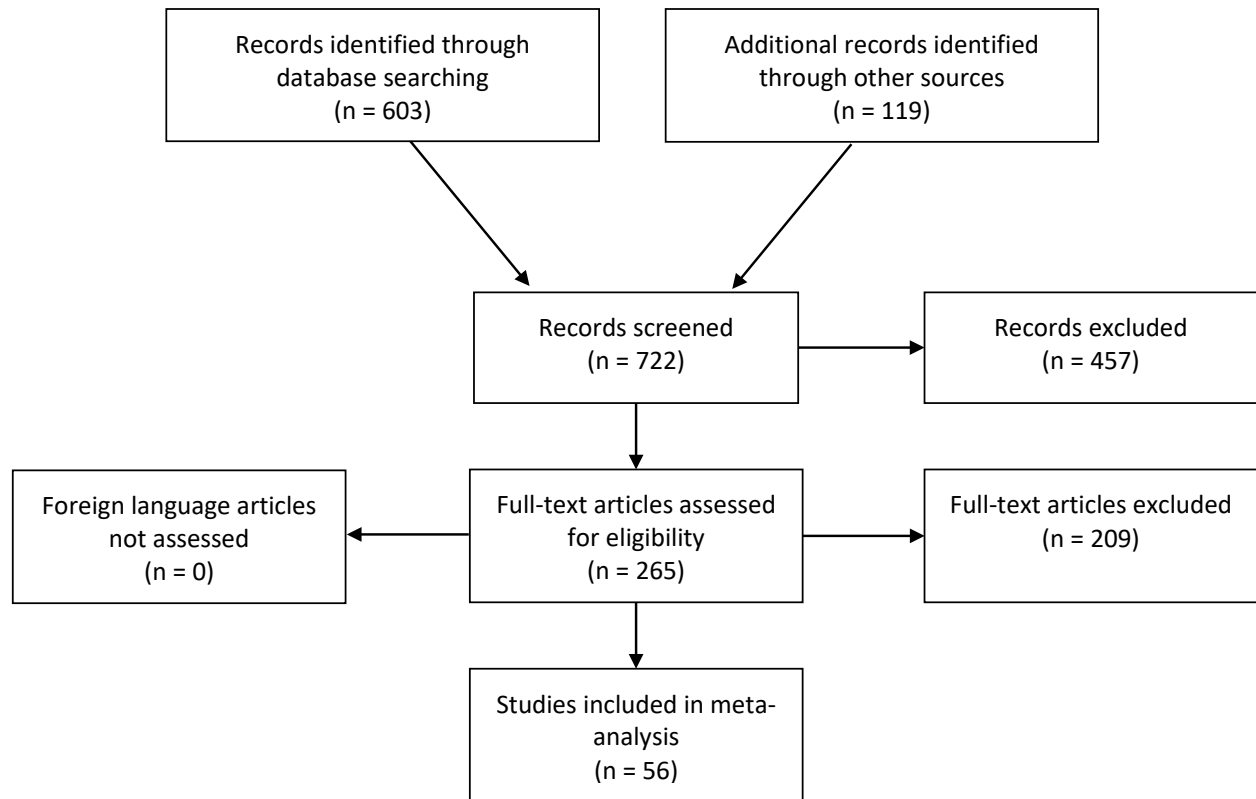 Records identified through
database searching
(n = 603)
Additional records identified
through other sources
(n = 119)
Records screened
(n = 722)
Records excluded
(n = 457)
Foreign language articles
not assessed
(n = 0)
Full-text articles assessed
for eligibility
(n = 265)
Full-text articles excluded
(n = 209)
Studies included in meta-
analysis
(n = 56)